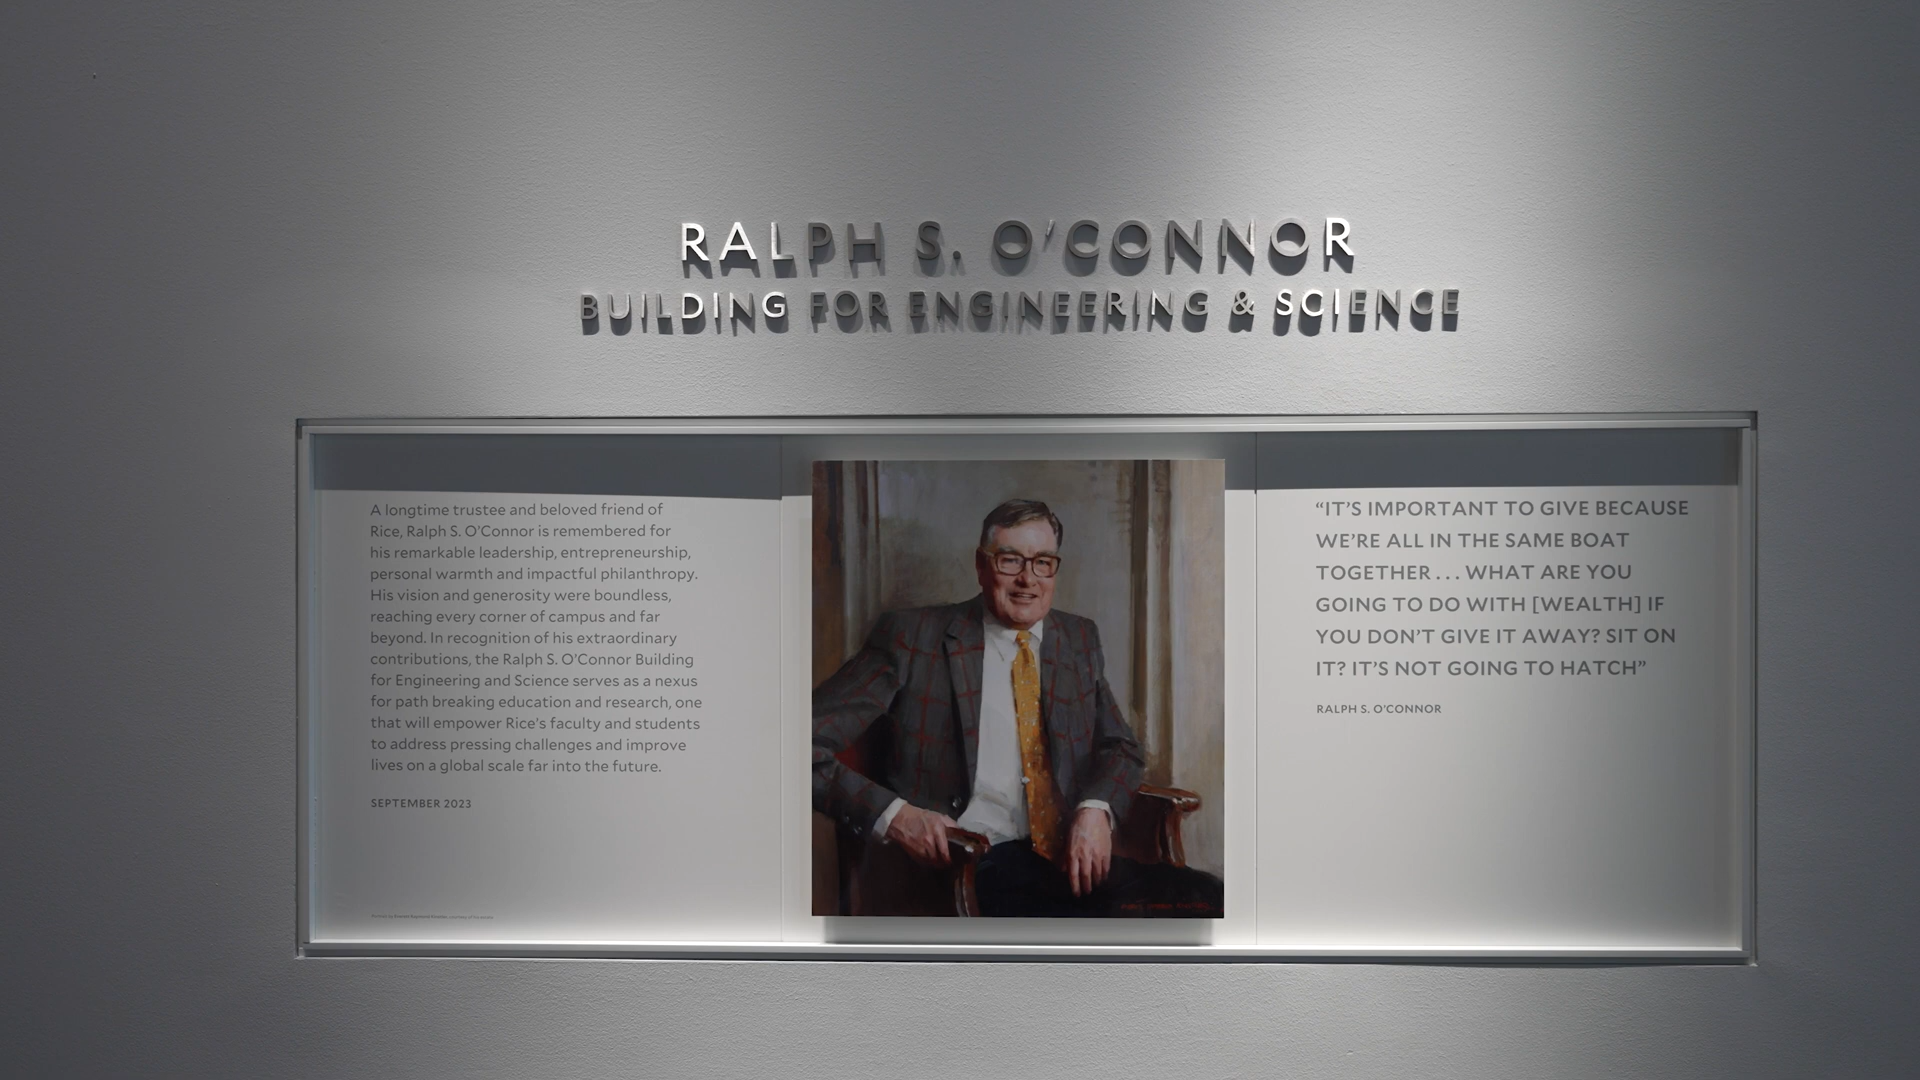 RALPH S. O'CONNOR
BUILDING FOR ENGINEERING & SCIENCE
A longtime trustee and beloved friend of
Rice, Ralph S. O'Connor is remembered for
his remarkable leadership, entrepreneurship,
personal warmth and impactful philanthropy.
His vision and generosity were boundless,
reaching every corner of campus and far
beyond. In recognition of his extraordinary
contributions, the Ralph S. O'Connor Building
for Engineering and Science serves as a nexus
for path breaking education and research, one
that will empower Rice's faculty and students
to address pressing challenges and improve
lives on a global scale far into the future.
SEPTEMBER 2023
“IT'S IMPORTANT TO GIVE BECAUSE
WE'RE ALL IN THE SAME BOAT
TOGETHER . . . WHAT ARE YOU
GOING TO DO WITH [WEALTH] IF
YOU DON'T GIVE IT AWAY? SIT ON
IT? IT'S NOT GOING TO HATCH”
RALPH S. O'CONNOR